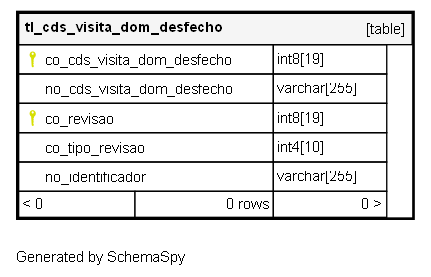 tl_cds_visita_dom_desfecho [table]
co_cds_visita_dom_desfecho int8[19]
no_cds_visita_dom_desfecho varchar[255]
co_revisao int8[19]
co_tipo_revisao int4[10]
no_identificador varchar[255]
< 0 0 rows 0 >
Generated by SchemaSpy